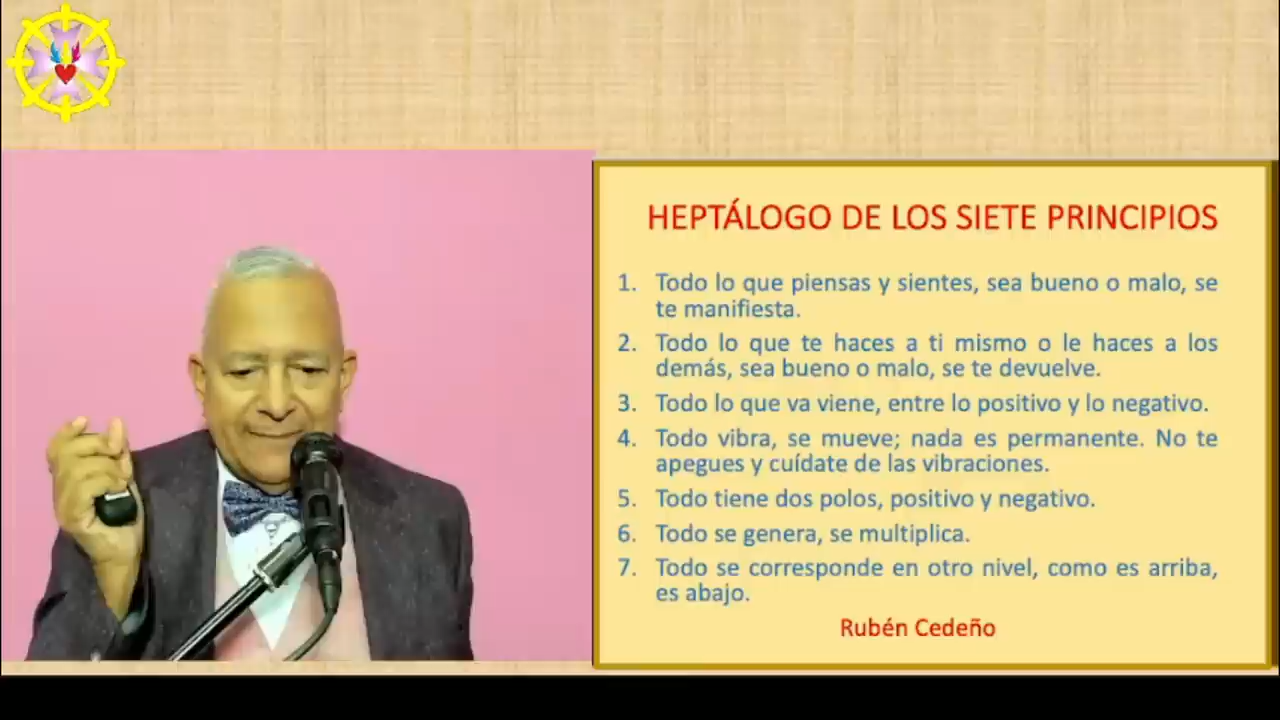 HEPTÁLOGO DE LOS SIETE PRINCIPIOS
1. Todo lo que piensas y sientes, sea bueno o malo, se
te manifiesta.
2. Todo lo que te haces a ti mismo o le haces a los
demás, sea bueno o malo, se te devuelve.
3. Todo lo que va viene, entre lo positivo y lo negativo.
4. Todo vibra, se mueve; nada es permanente. No te
apegues y cuídate de las vibraciones.
5. Todo tiene dos polos, positivo y negativo.
6. Todo se genera, se multiplica.
7. Todo se corresponde en otro nivel, como es arriba,
es abajo.
Rubén Cedeño